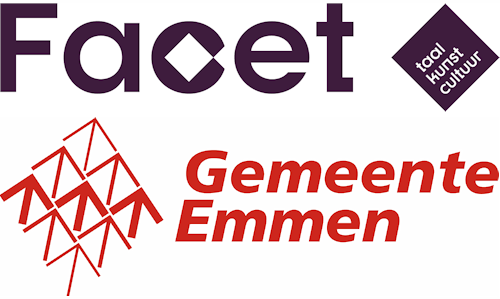 Facet
taal
kunst
cultuur
Gemeente
Emmen